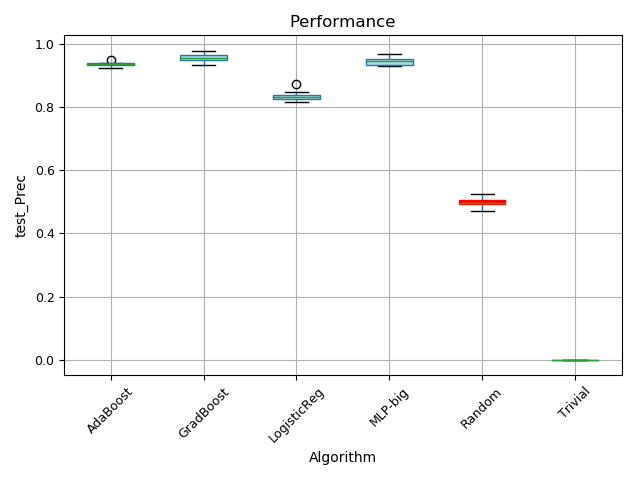 Performance
test_Prec
1.0
0.8
0.6
0.4
0.2
0.0
AdaBoost
GradBoost
LogisticReg
MLP-big
Random
Trivial
Algorithm